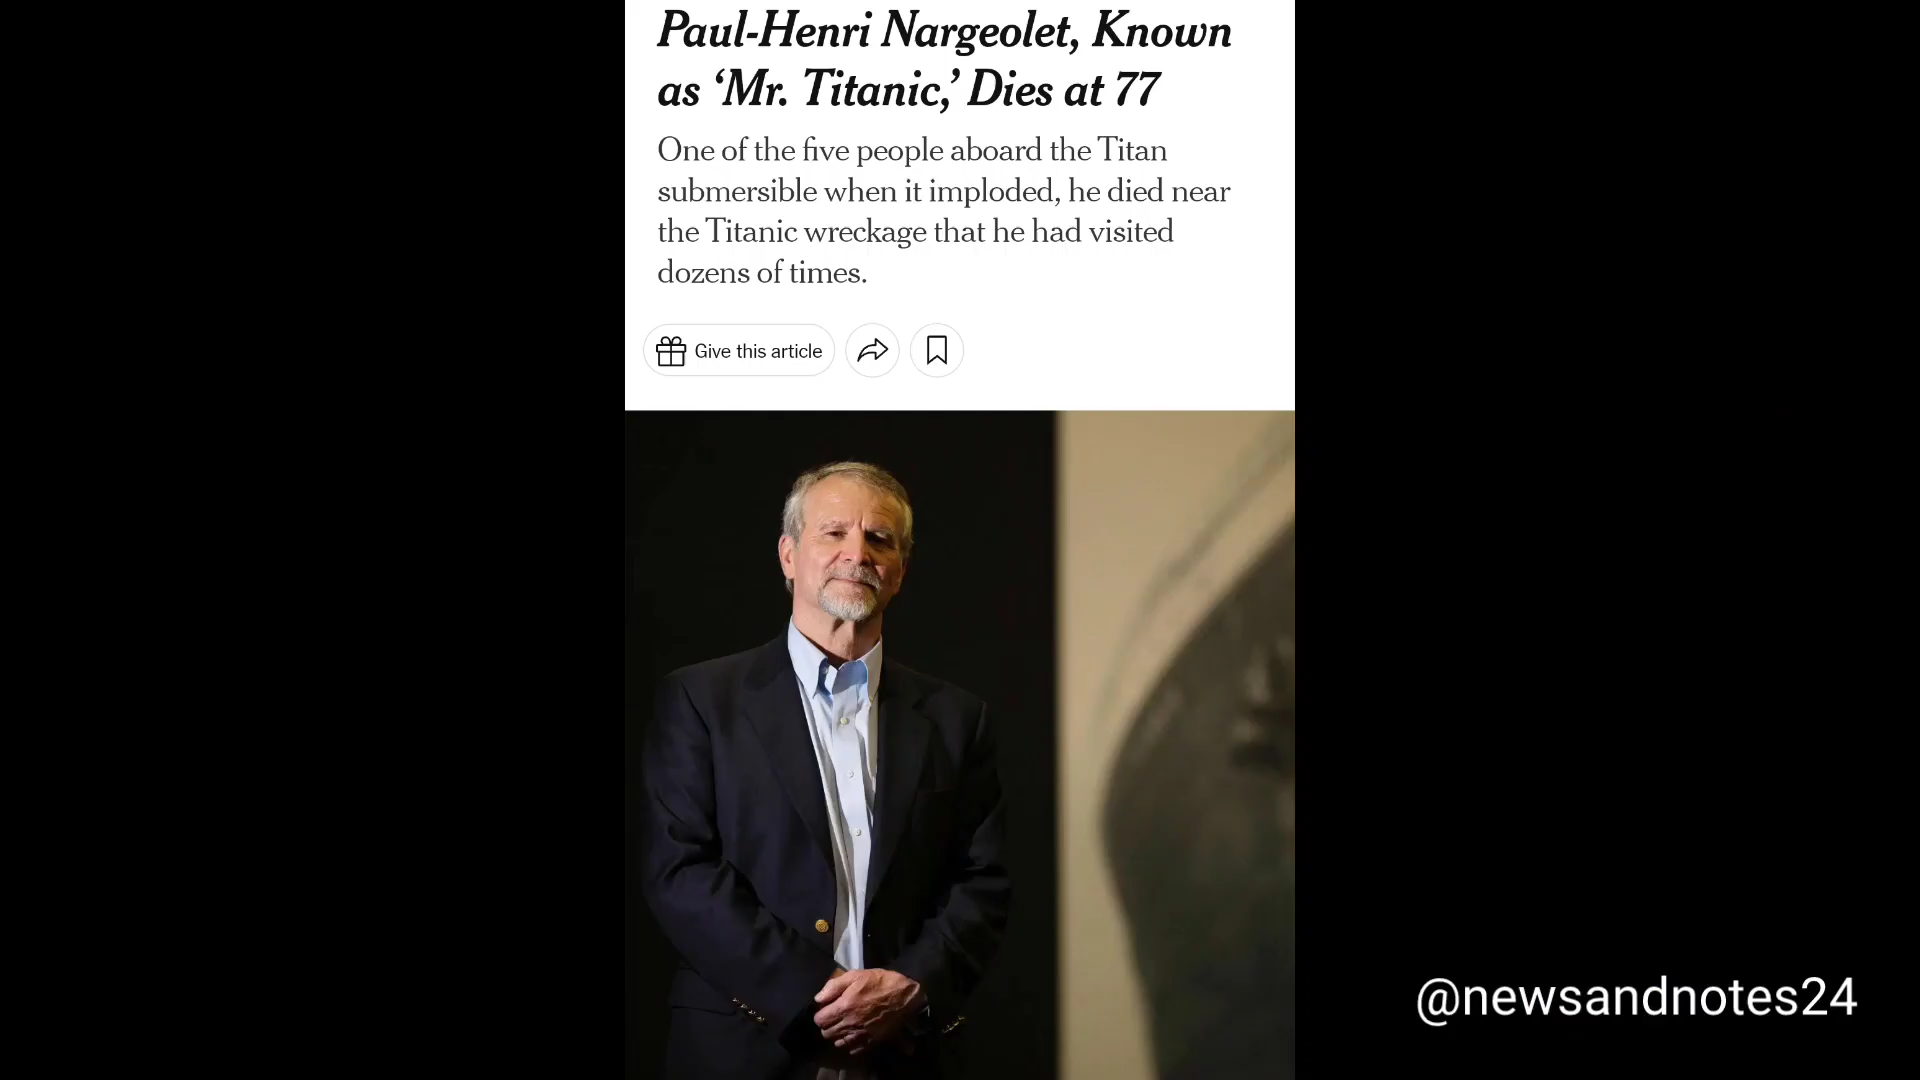 Paul-Henri Nargeolet, Known
as ‘Mr. Titanic,’ Dies at 77
One of the five people aboard the Titan
submersible when it imploded, he died near
the Titanic wreckage that he had visited
dozens of times.
Give this article
@newsandnotes24